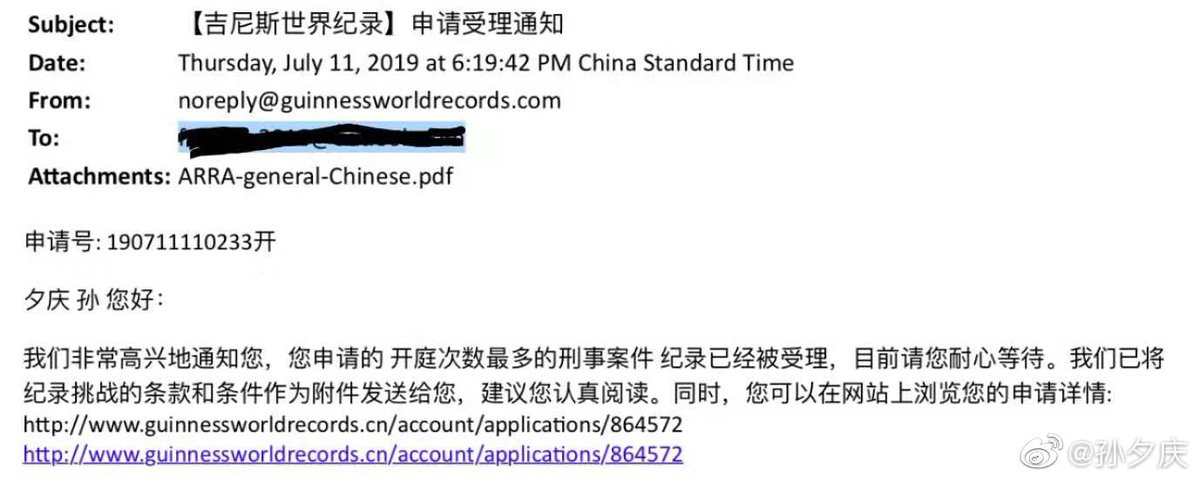 Subject: 【吉尼斯世界纪录】申请受理通知
Date: Thursday, July 11, 2019 at 6:19:42 PM China Standard Time
From: noreply@guinnessworldrecords.com
To:
Attachments: ARRA-general-Chinese.pdf
申请号: 190711110233开
夕庆 孙 您好：
我们非常高兴地通知您，您申请的 开庭次数最多的刑事案件 纪录已经被受理，目前请您耐心等待。我们已将
纪录挑战的条款和条件作为附件发送给您，建议您认真阅读。同时，您可以在网站上浏览您的申请详情:
http://www.guinnessworldrecords.cn/account/applications/864572
http://www.guinnessworldrecords.cn/account/applications/864572
@孙夕庆